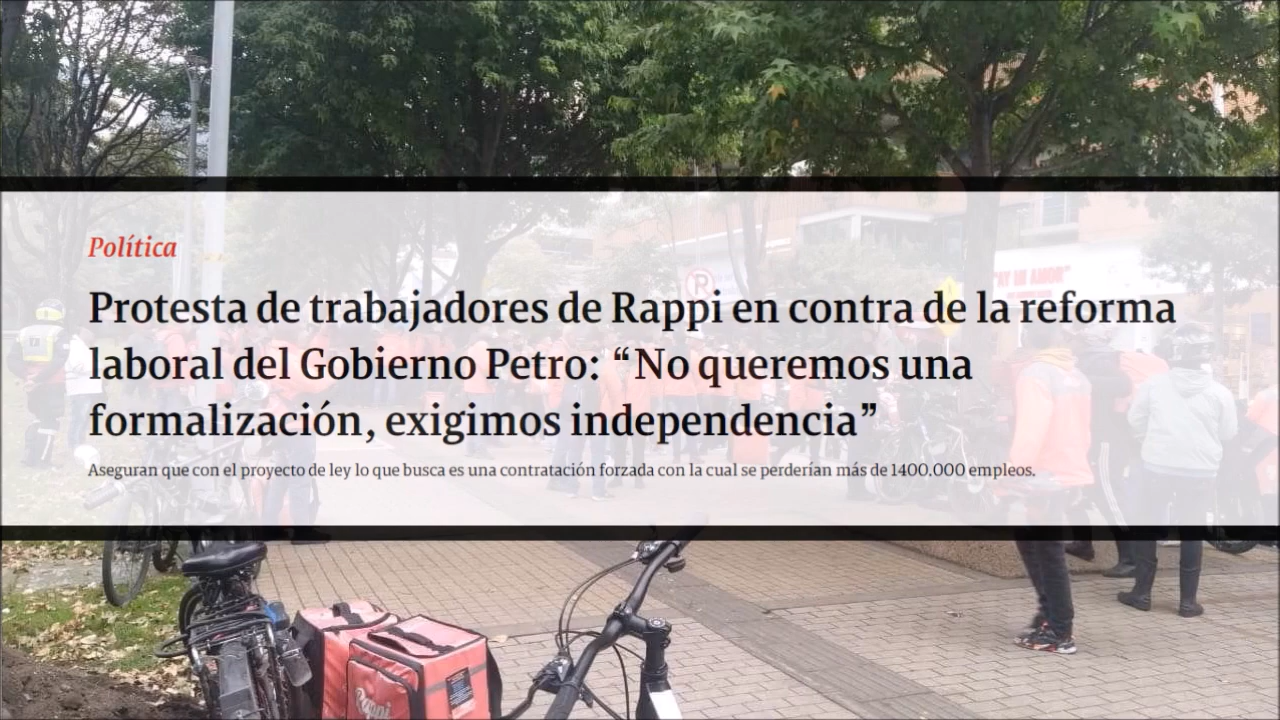 Política
Protesta de trabajadores de Rappi en contra de la reforma
laboral del Gobierno Petro: “No queremos una
formalización, exigimos independencia”
Aseguran que con el proyecto de ley lo que busca es una contratación forzada con la cual se perderían más de 1400.000 empleos.
R
Rappi